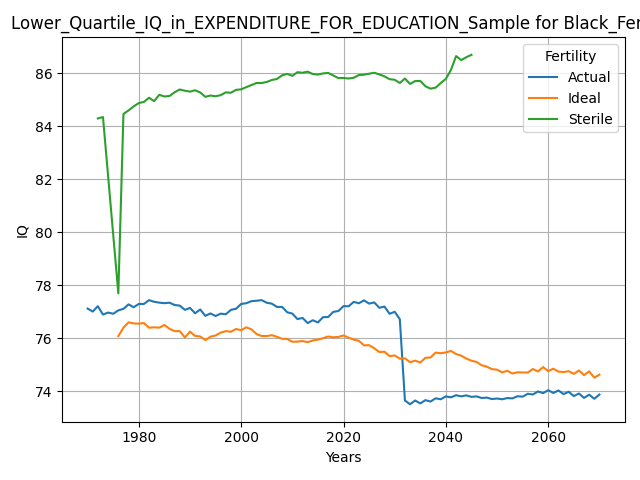 Lower_Quartile_IQ_in_EXPENDITURE_FOR_EDUCATION_Sample for Black_Fer
Fertility
Actual
Ideal
Sterile
IQ
86
84
82
80
78
76
74
1980
2000
2020
2040
2060
Years